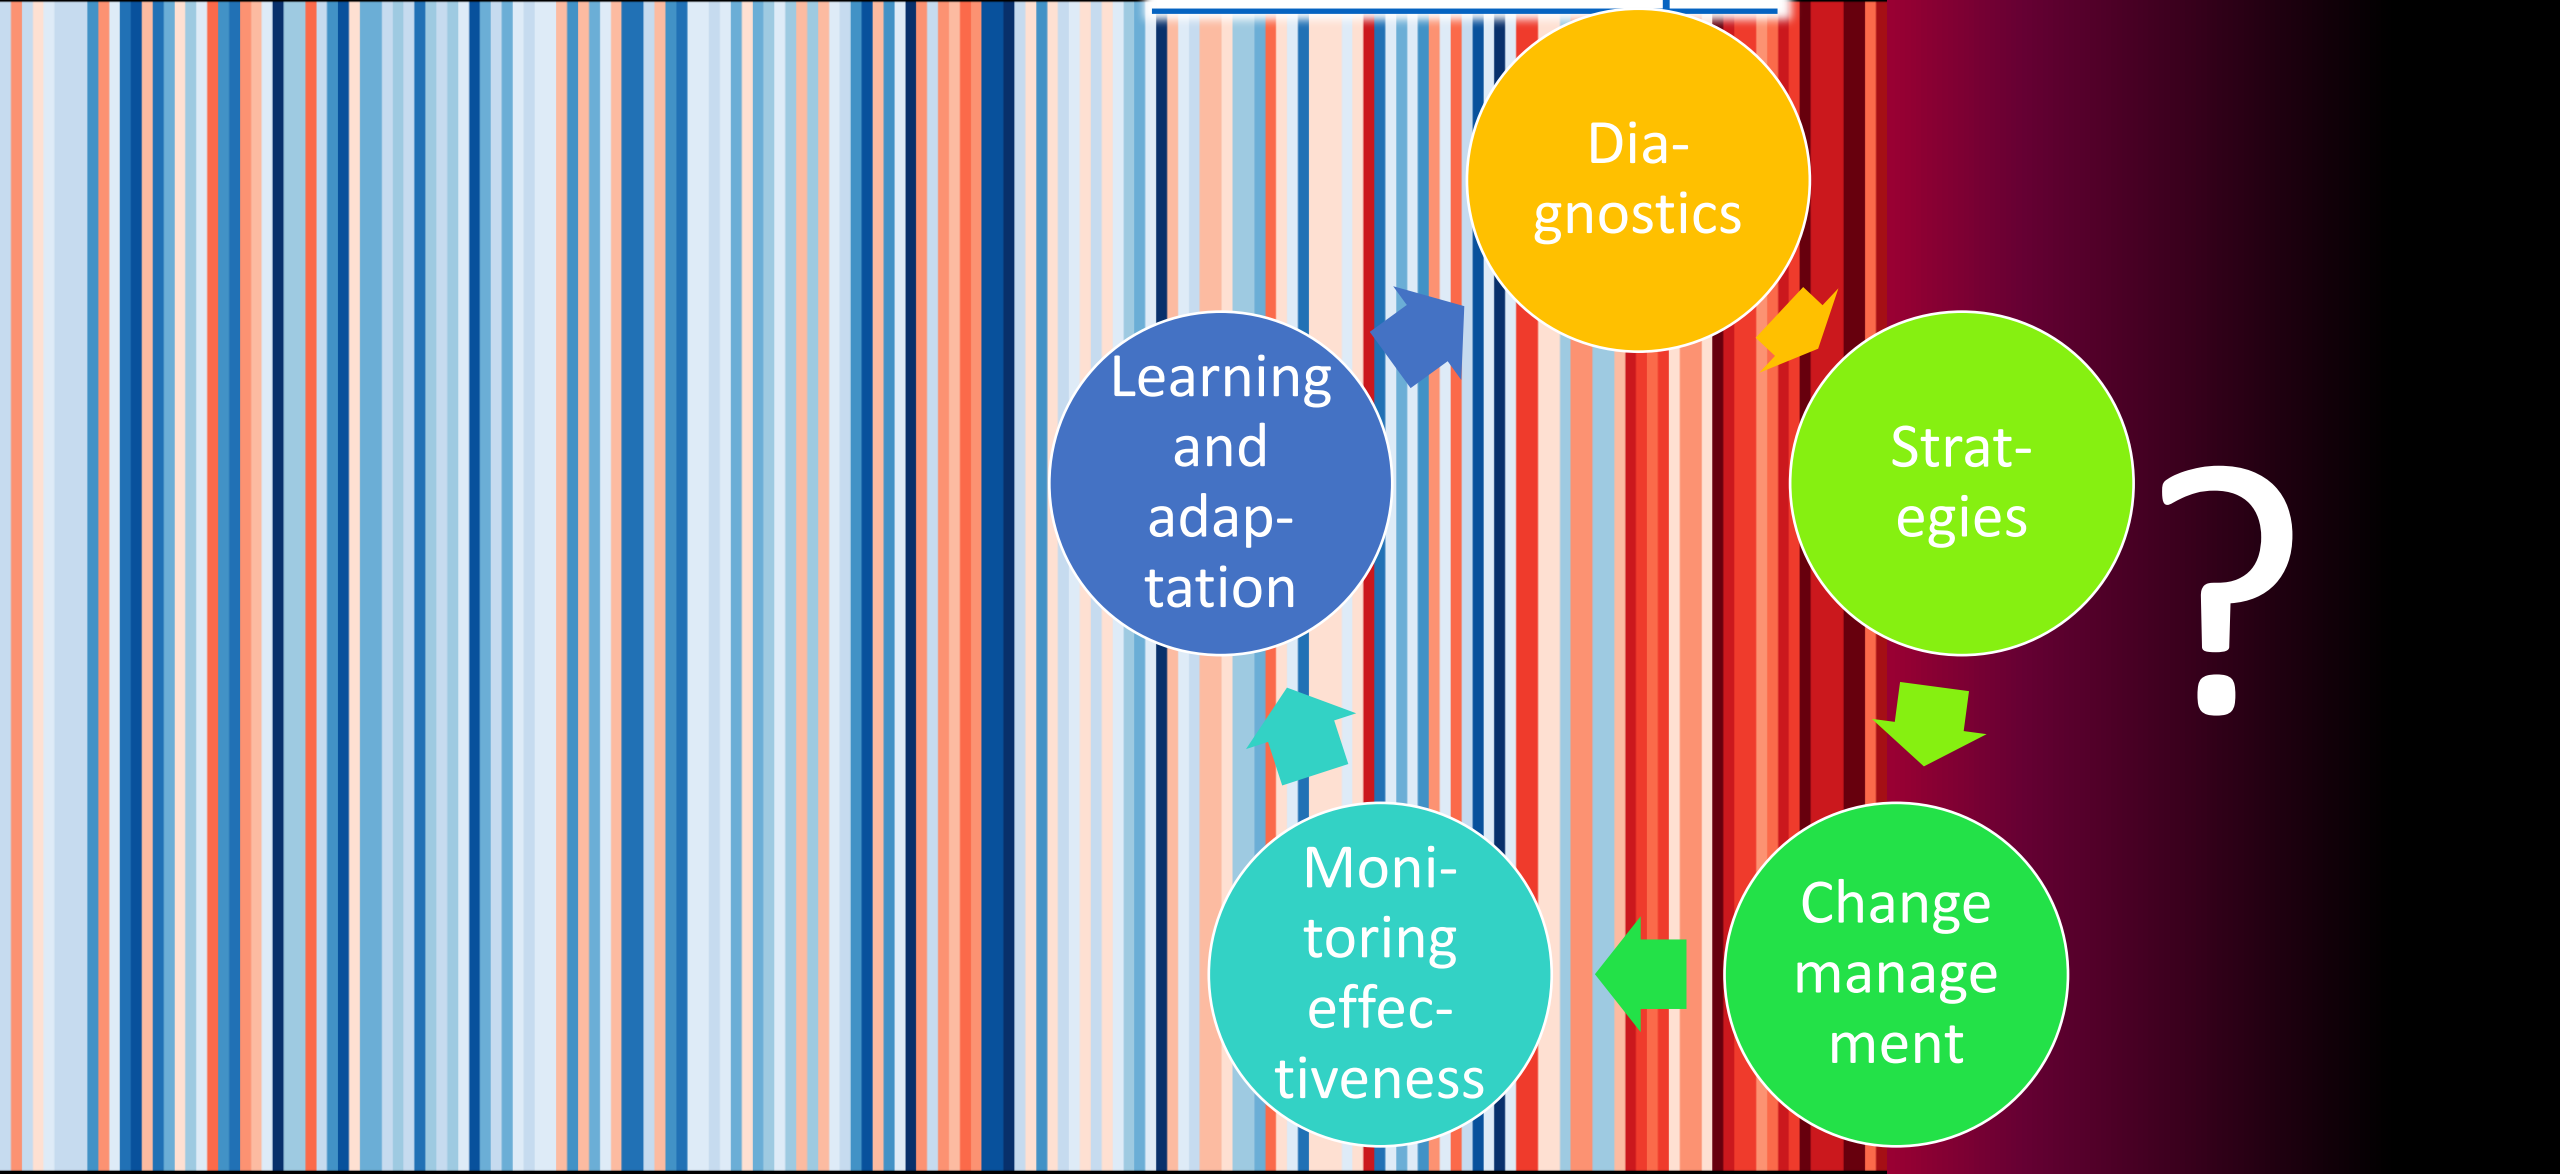 Dia-
gnostics
Strat-
egies
?
Change
manage
ment
Moni-
toring
effec-
tiveness
Learning
and
adap-
tation